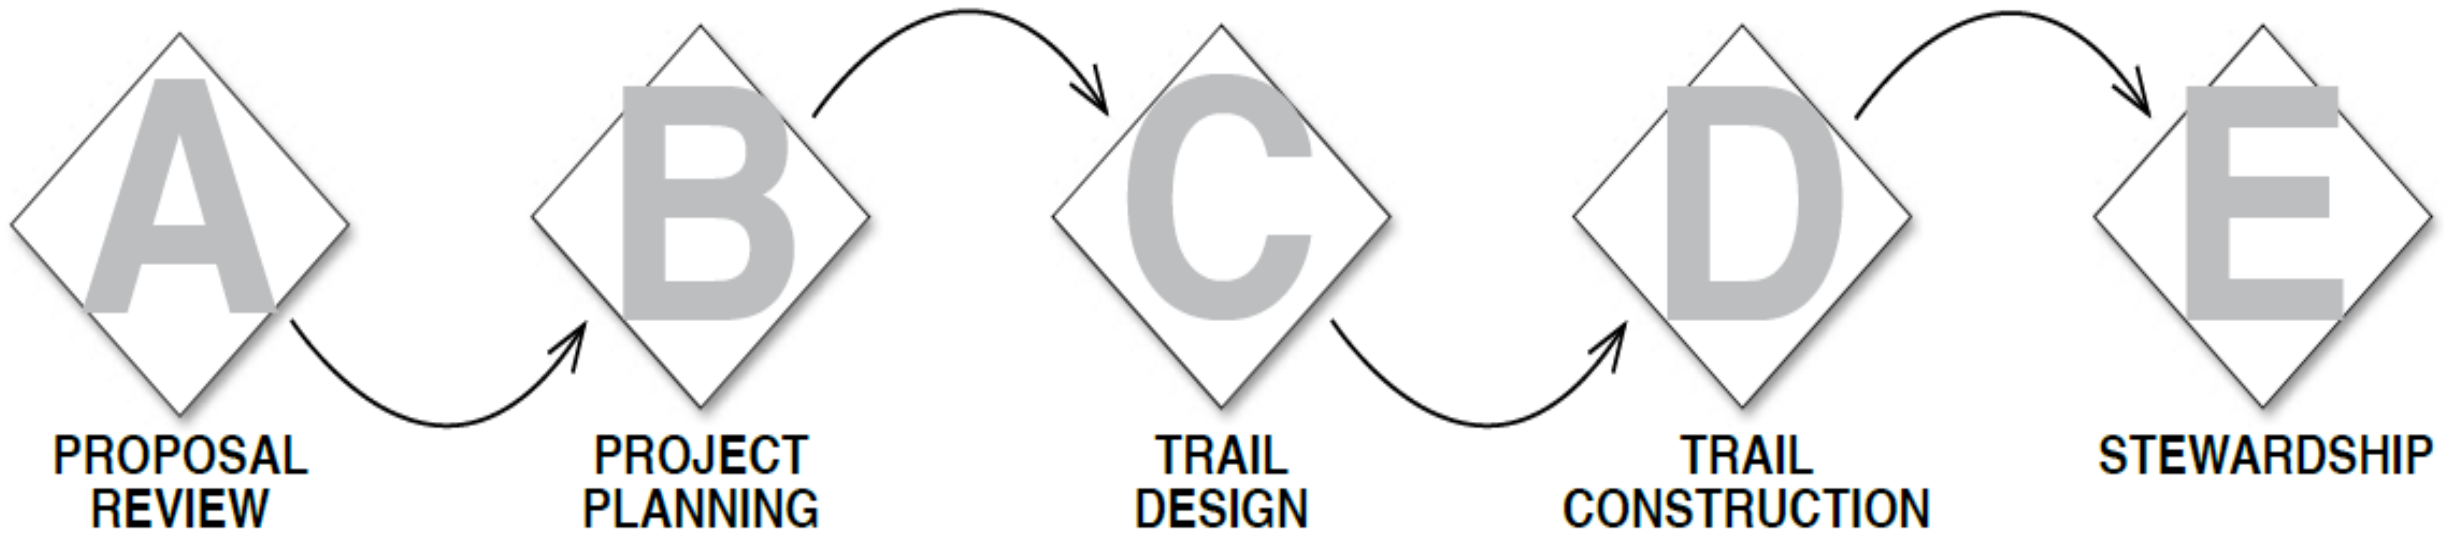 A
B
C
D
E
PROPOSAL
REVIEW
PROJECT
PLANNING
TRAIL
DESIGN
TRAIL
CONSTRUCTION
STEWARDSHIP